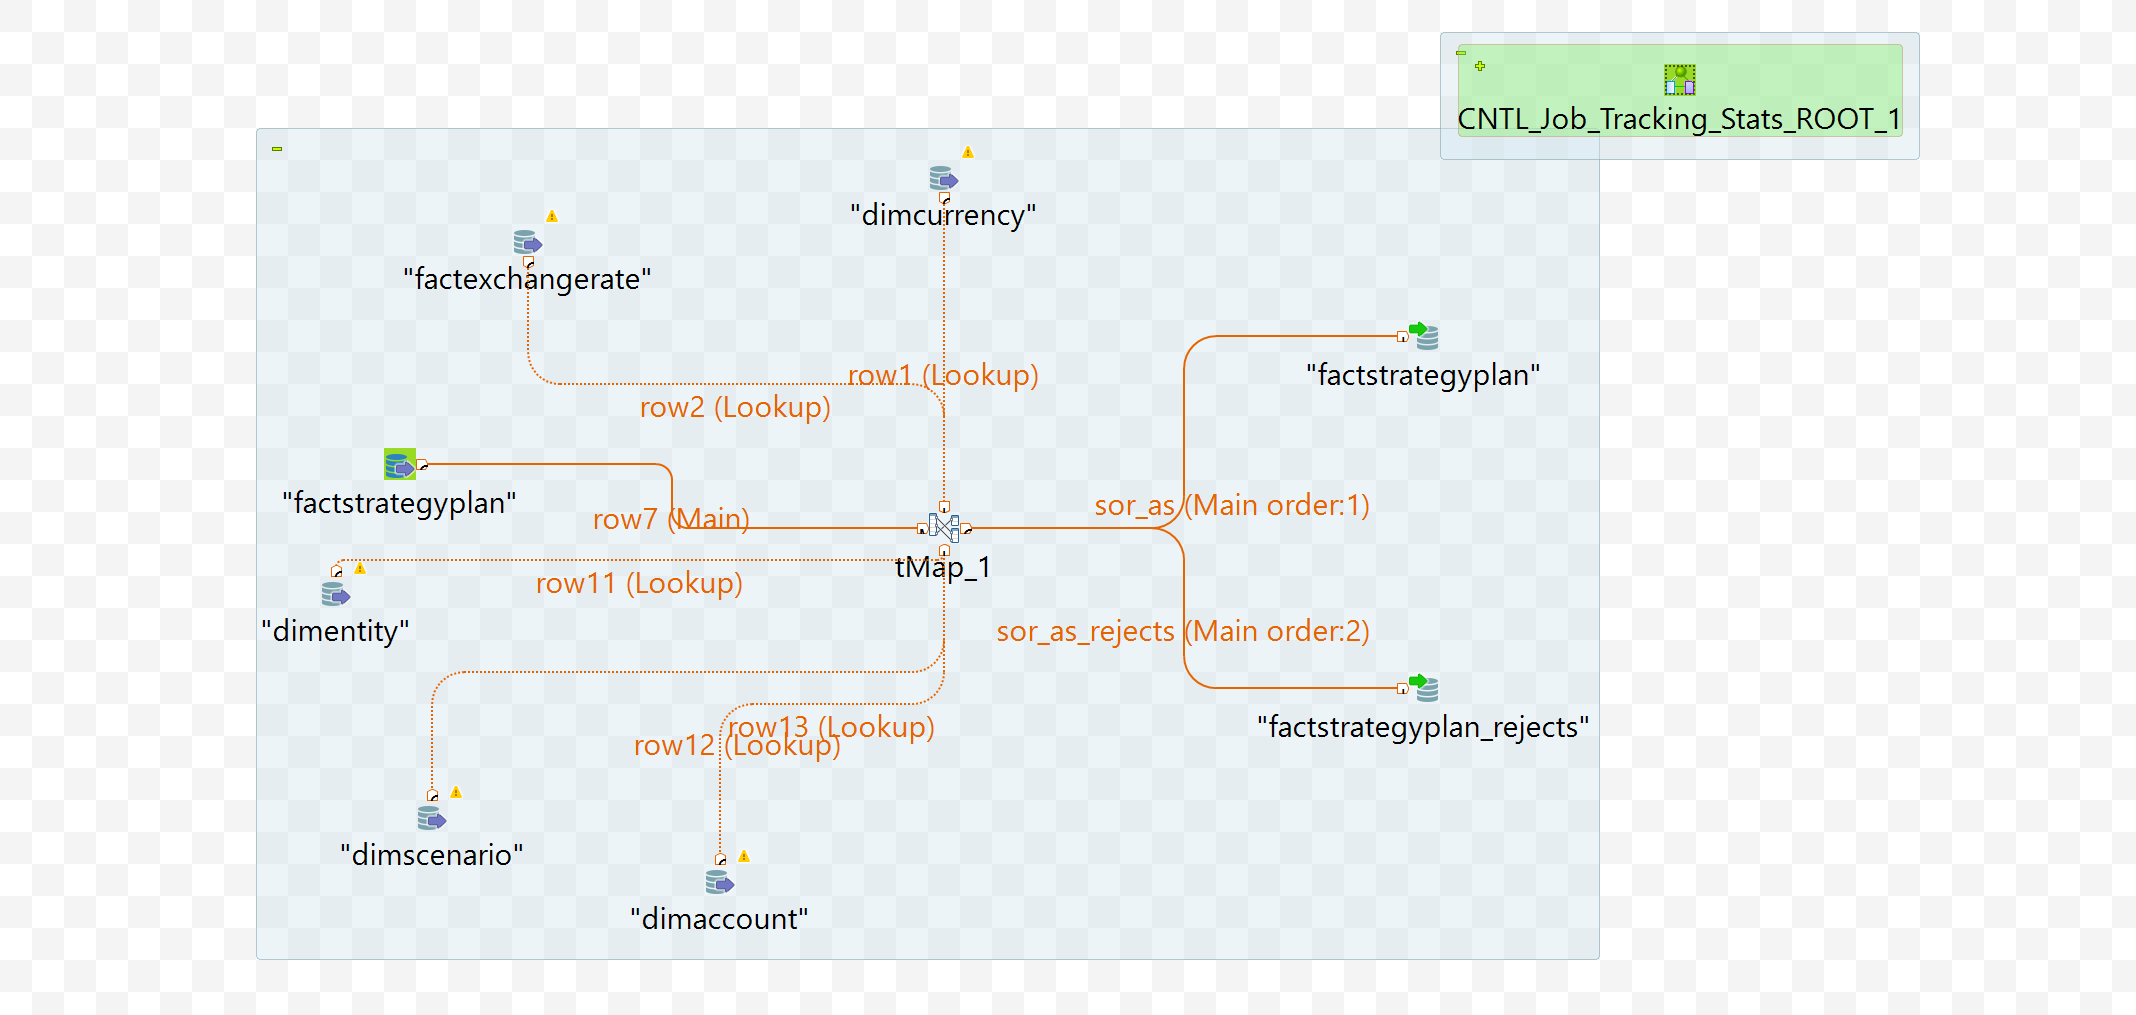 CNTL_Job_Tracking_Stats_ROOT_1
"dimcurrency"
"factexchangerate"
row1 (Lookup)
"factstrategyplan"
row2 (Lookup)
"factstrategyplan"
sor_as (Main order:1)
row7 (Main)
tMap_1
row11 (Lookup)
"dimentity"
sor_as_rejects (Main order:2)
row13 (Lookup)
"factstrategyplan_rejects"
row12 (Lookup)
"dimscenario"
"dimaccount"